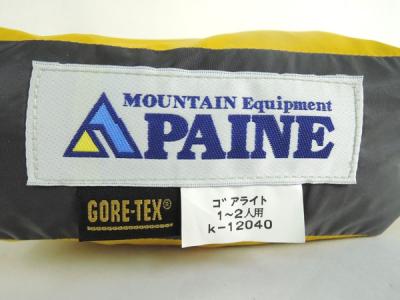 MOUNTAIN Equipment
PAINE
GORE-TEX®
ゴアライト
1~2人用
k-12040